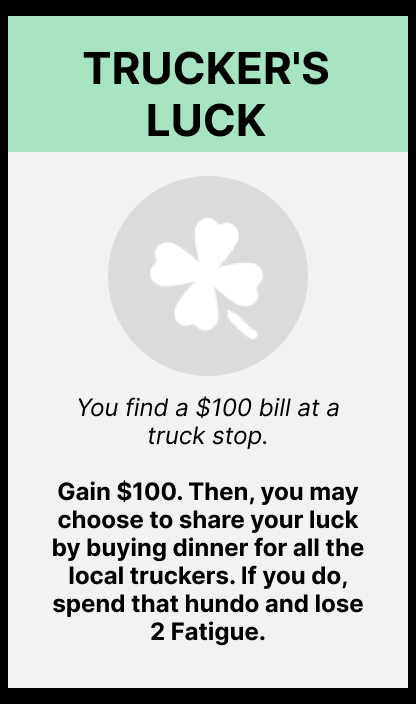 TRUCKER'S
LUCK
You find a $100 bill at a
truck stop.
Gain $100. Then, you may
choose to share your luck
by buying dinner for all the
local truckers. If you do,
spend that hundo and lose
2 Fatigue.